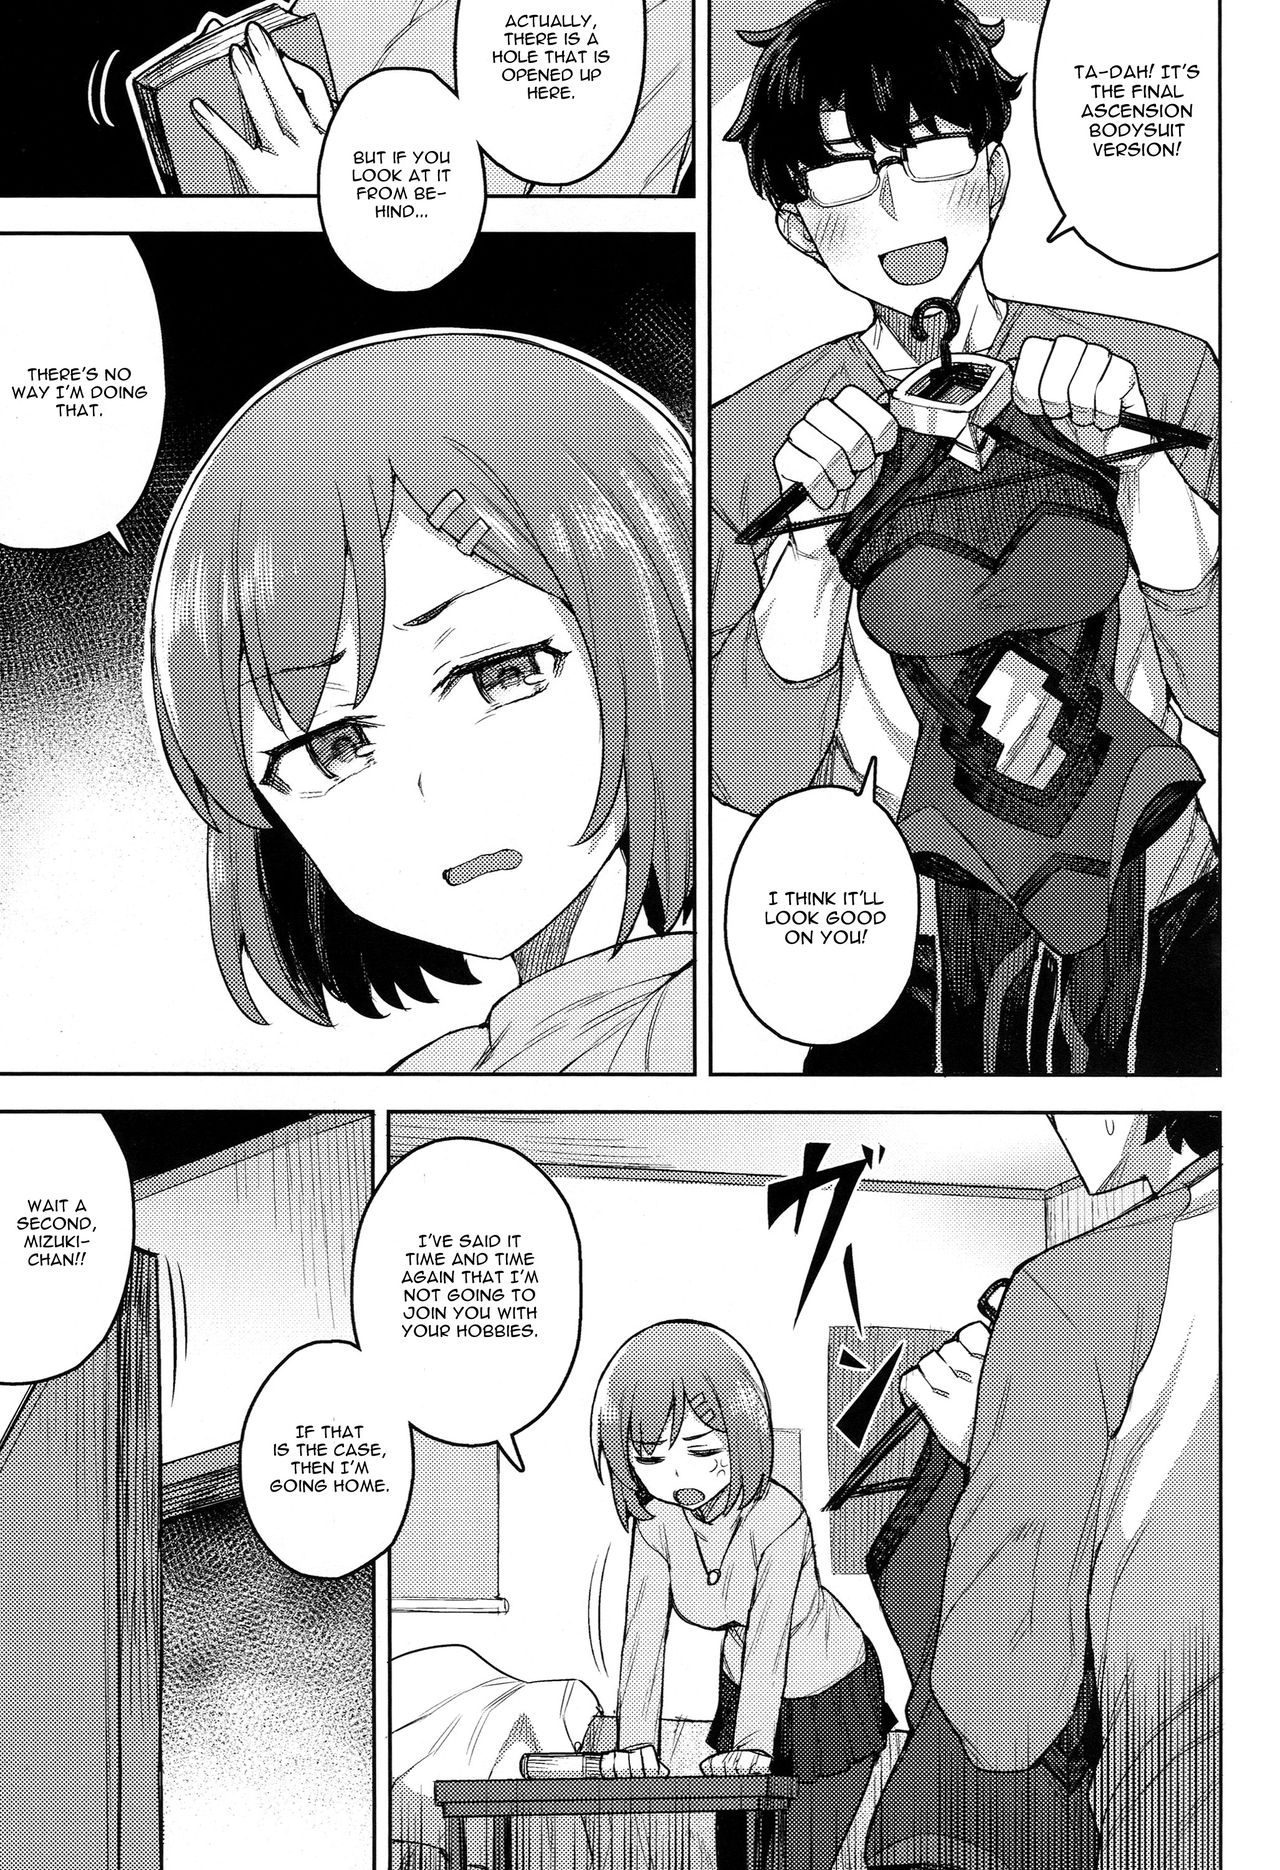 TA-DAH! IT'S
THE FINAL
ASCENSION
BODYSUIT
VERSION!
I THINK IT'LL
LOOK GOOD
ON YOU!
ACTUALLY,
THERE IS A
HOLE THAT IS
OPENED UP
HERE.
BUT IF YOU
LOOK AT IT
FROM BE-
HIND...
THERE'S NO
WAY I'M DOING
THAT.
ガタッ
I'VE SAID IT
TIME AND TIME
AGAIN THAT I'M
NOT GOING TO
JOIN YOU WITH
YOUR HOBBIES.
IF THAT
IS THE CASE,
THEN I'M
GOING HOME.
WAIT A
SECOND,
MIZUKI-
CHAN!!